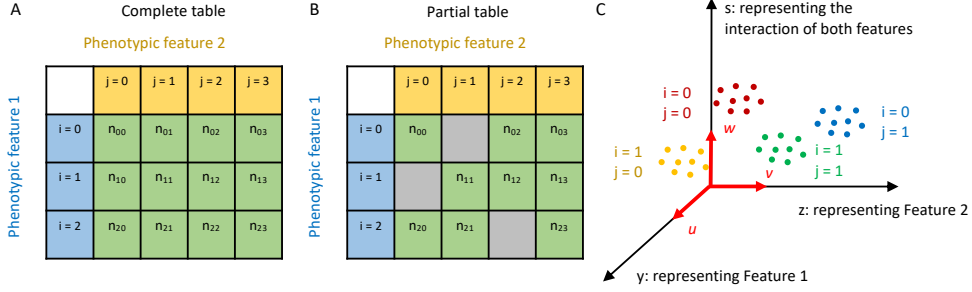 A
Complete table
Phenotypic feature 2
Phenotypic feature 1
j = 0 j = 1 j = 2 j = 3
i = 0 n00 n01 n02 n03
i = 1 n10 n11 n12 n13
i = 2 n20 n21 n22 n23
B
Partial table
Phenotypic feature 2
Phenotypic feature 1
j = 0 j = 1 j = 2 j = 3
i = 0 n00 n02 n03
i = 1 n11 n12 n13
i = 2 n20 n21 n23
C
s: representing the
interaction of both features
i = 0
j = 0
w
i = 0
j = 1
i = 1
j = 0
i = 1
j = 1
v
u
z: representing Feature 2
y: representing Feature 1